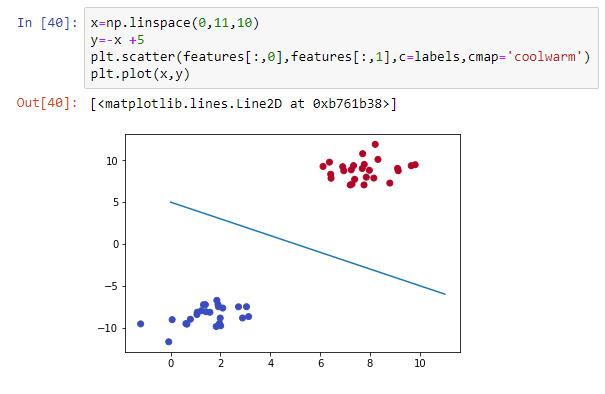 In [40]: x=np.linspace(0,11,10)
y=-x +5
plt.scatter(features[:,0],features[:,1],c=labels,cmap='coolwarm')
plt.plot(x,y)
Out[40]: [<matplotlib.lines.Line2D at 0xb761b38>]
10
5
0
−5
−10
0 2 4 6 8 10